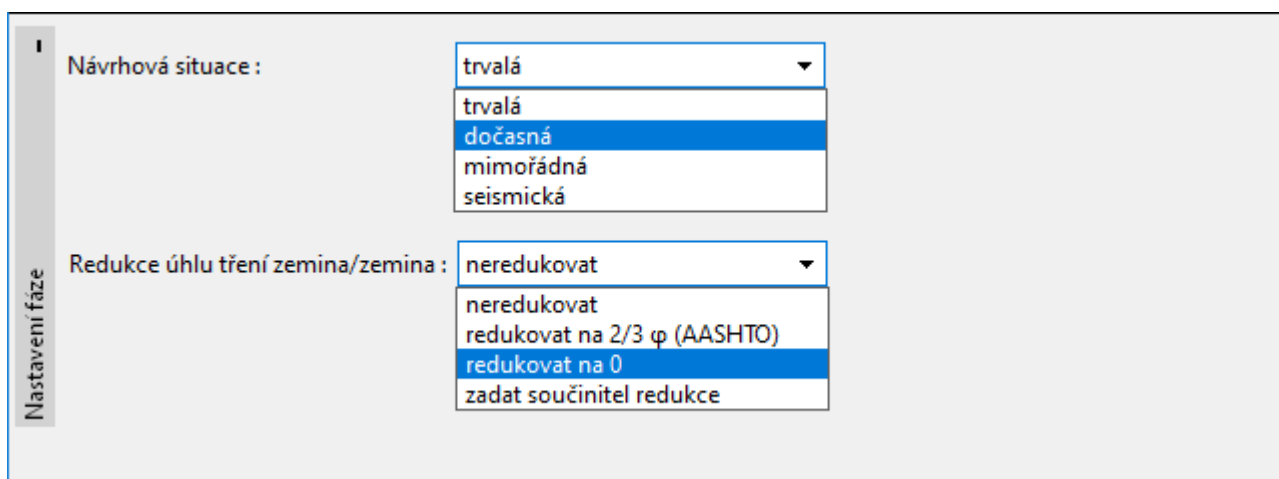 Návrhová situace : trvalá
trvalá
dočasná
mimořádná
seismická
Redukce úhlu tření zemina/zemina : neredukovat
neredukovat
redukovat na 2/3 φ (AASHTO)
redukovat na 0
zadat součinitel redukce
Nastavení fáze